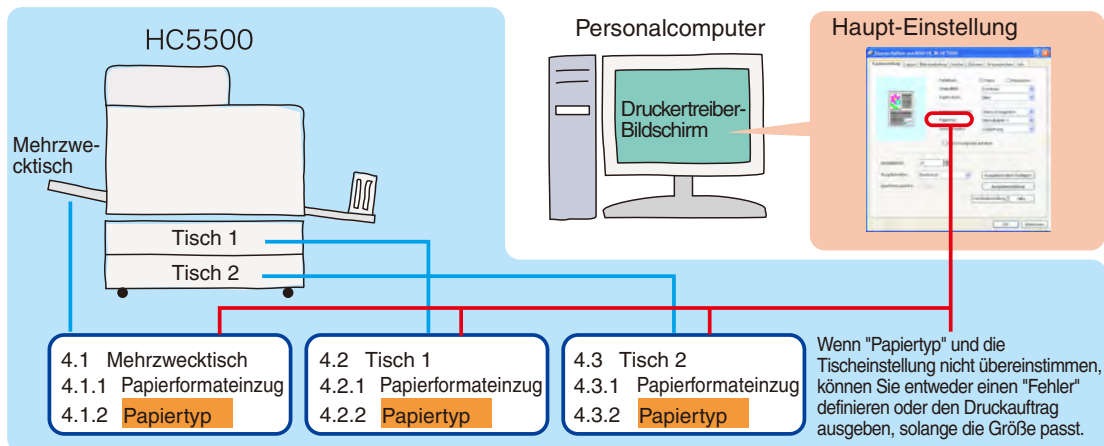 HC5500
Personalcomputer
Haupt-Einstellung
Mehrzwe-
cktisch
Druckertreiber-
Bildschirm
Tisch 1
Tisch 2
4.1 Mehrzwecktisch
4.1.1 Papierformateinzug
4.1.2 Papiertyp
4.2 Tisch 1
4.2.1 Papierformateinzug
4.2.2 Papiertyp
4.3 Tisch 2
4.3.1 Papierformateinzug
4.3.2 Papiertyp
Wenn "Papiertyp" und die
Tischeinstellung nicht übereinstimmen,
können Sie entweder einen "Fehler"
definieren oder den Druckauftrag
ausgeben, solange die Größe passt.